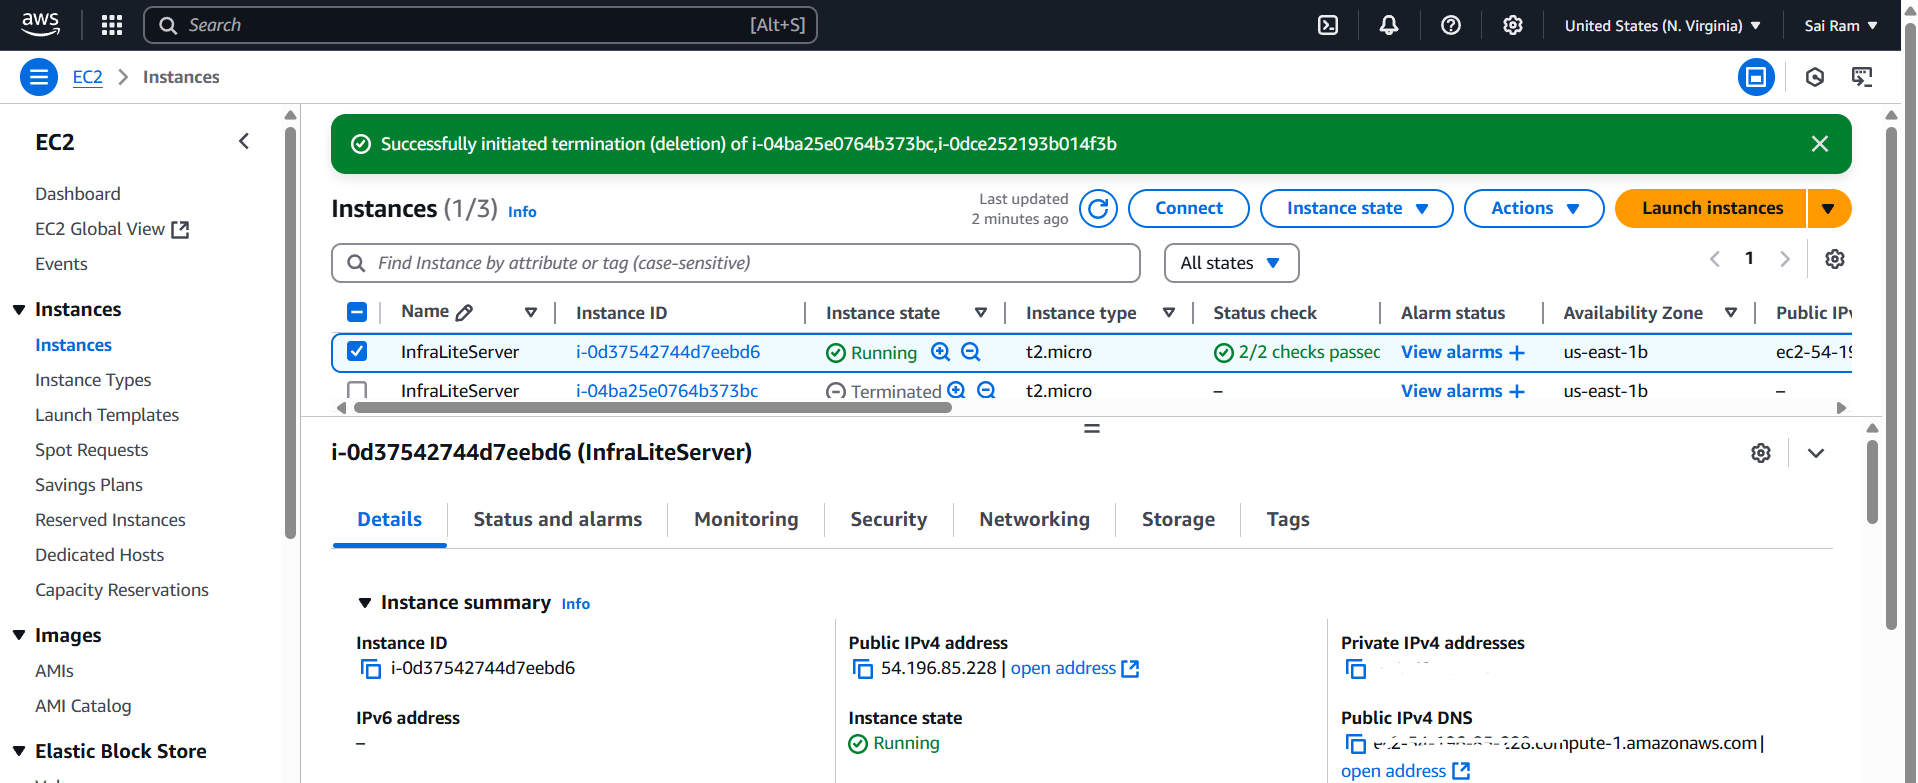 aws
Search [Alt+S]
United States (N. Virginia)
Sai Ram
EC2 Instances
EC2
Dashboard
EC2 Global View
Events
Instances
Instances
Instance Types
Launch Templates
Spot Requests
Savings Plans
Reserved Instances
Dedicated Hosts
Capacity Reservations
Images
AMIs
AMI Catalog
Elastic Block Store
Successfully initiated termination (deletion) of i-04ba25e0764b373bc,i-0dce252193b014f3b
Instances (1/3) Info
Last updated
2 minutes ago
Connect
Instance state
Actions
Launch instances
Find Instance by attribute or tag (case-sensitive)
All states
1
Name Instance ID Instance state Instance type Status check Alarm status Availability Zone Public IPv
InfraLiteServer i-0d37542744d7eebd6 Running t2.micro 2/2 checks passed View alarms + us-east-1b ec2-54-19
InfraLiteServer i-04ba25e0764b373bc Terminated t2.micro – View alarms + us-east-1b –
i-0d37542744d7eebd6 (InfraLiteServer)
Details Status and alarms Monitoring Security Networking Storage Tags
Instance summary Info
Instance ID
i-0d37542744d7eebd6
Public IPv4 address
54.196.85.228 | open address
Private IPv4 addresses
IPv6 address
–
Instance state
Running
Public IPv4 DNS
228.compute-1.amazonaws.com |
open address